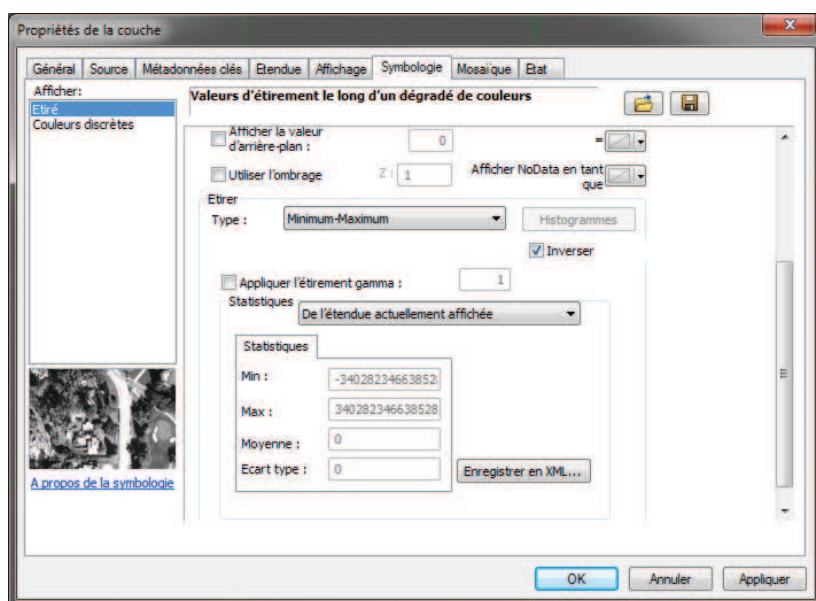 Propriétés de la couche
Général Source Métadonnées clés Etendue Affichage Symbologie Mosaïque Etat
Afficher:
Etiré
Couleurs discrètes
Valeurs d'étirement le long d'un dégradé de couleurs
Afficher la valeur
d'arrière-plan : 0 =
Utiliser l'ombrage Z : 1 Afficher NoData en tant
que
Etirer
Type : Minimum-Maximum Histogrammes
Inverser
Appliquer l'étirement gamma : 1
Statistiques De l'étendue actuellement affichée
Statistiques
Min : -34028234663852
Max : 340282346638528
Moyenne : 0
Ecart type : 0 Enregistrer en XML...
A propos de la symbologie
OK Annuler Appliquer